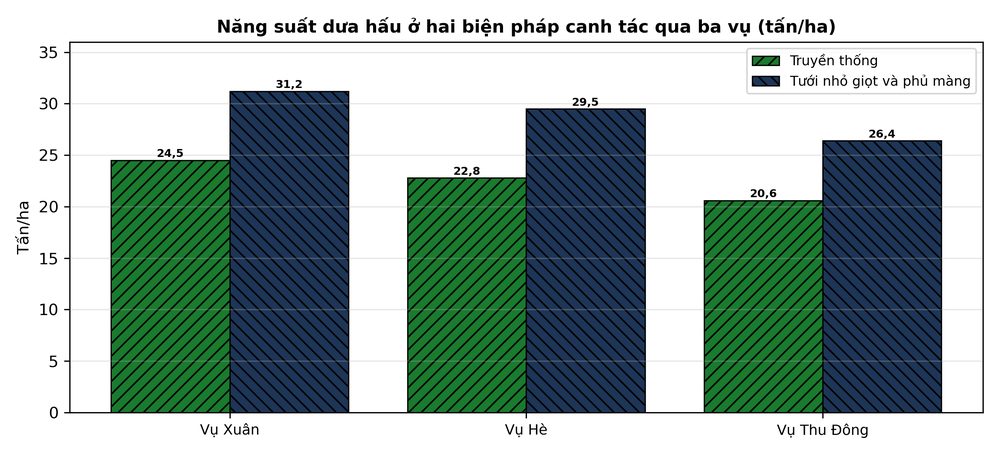 Năng suất dưa hấu ở hai biện pháp canh tác qua ba vụ (tấn/ha)
Truyền thống
Tưới nhỏ giọt và phủ màng
Tấn/ha
35
30
25
20
15
10
5
0
24,5
31,2
22,8
29,5
20,6
26,4
Vụ Xuân
Vụ Hè
Vụ Thu Đông